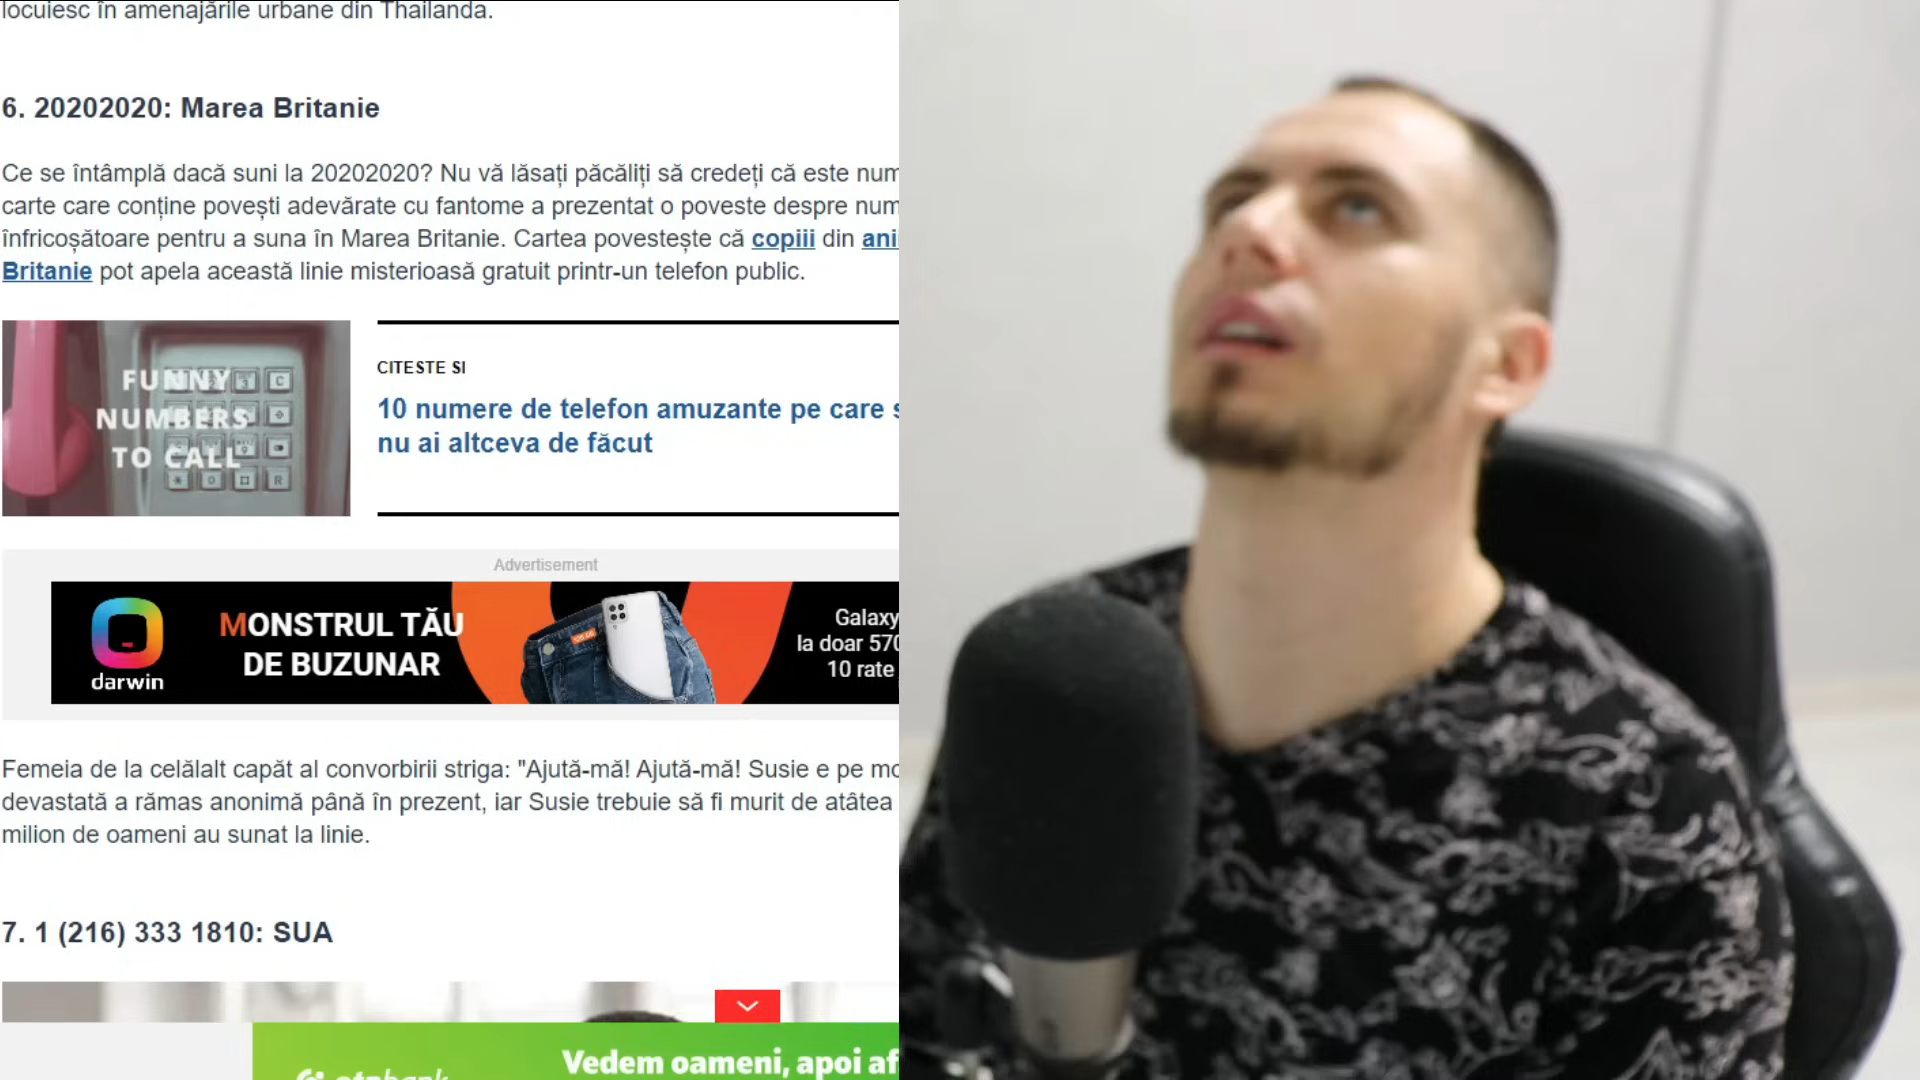 locuiesc în amenajările urbane din Thailanda.
6. 20202020: Marea Britanie
Ce se întâmplă dacă suni la 20202020? Nu vă lăsați păcăliți să credeți că este
carte care conține povești adevărate cu fantome a prezentat o poveste despre
înfricoșătoare pentru a suna în Marea Britanie. Cartea povestește că copiii din
Britanie pot apela această linie misterioasă gratuit printr-un telefon public.
FUNNY
NUMBERS
TO CALL
CITESTE SI
10 numere de telefon amuzante pe care
nu ai altceva de făcut
Advertisement
darwin
MONSTRUL TĂU
DE BUZUNAR
Galaxy
la doar
10 rate
Femeia de la celălalt capăt al convorbirii striga: "Ajută-mă! Ajută-mă! Susie e pe
devastată a rămas anonimă până în prezent, iar Susie trebuie să fi murit de atâtea
milion de oameni au sunat la linie.
7. 1 (216) 333 1810: SUA
Vedem oameni, apoi